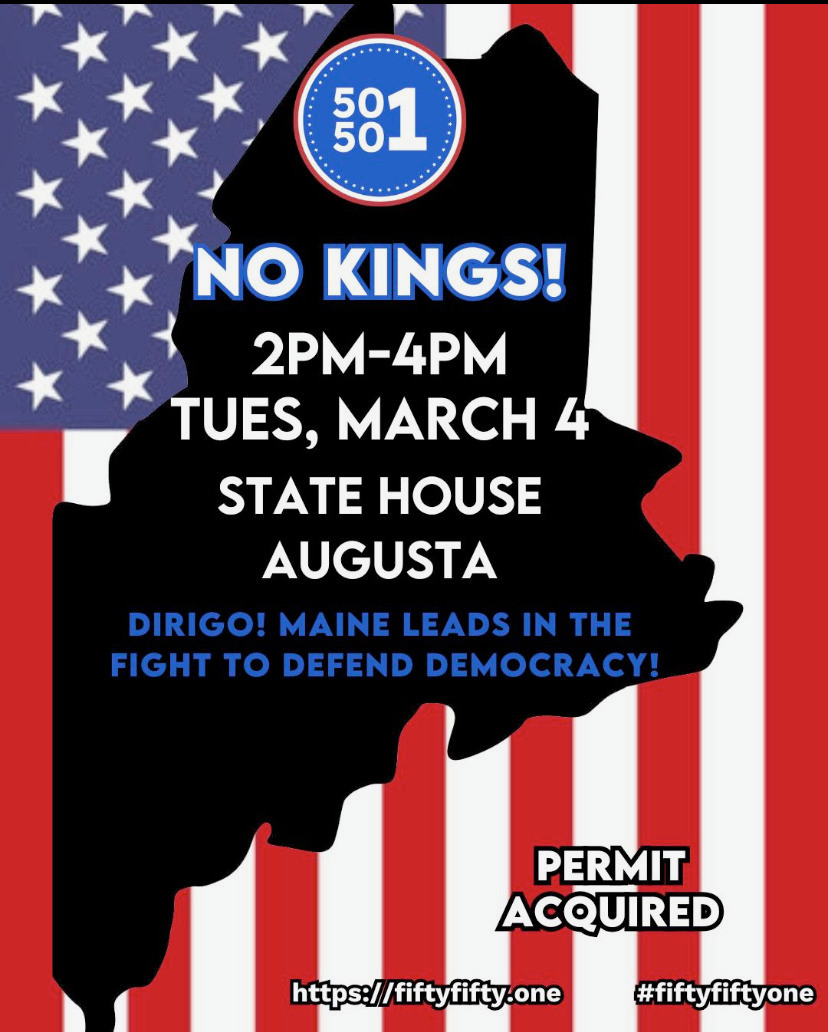 50
50
1
NO KINGS!
2PM-4PM
TUES, MARCH 4
STATE HOUSE
AUGUSTA
DIRIGO! MAINE LEADS IN THE
FIGHT TO DEFEND DEMOCRACY!
PERMIT
ACQUIRED
https://fiftyfifty.one #fiftyfiftyone